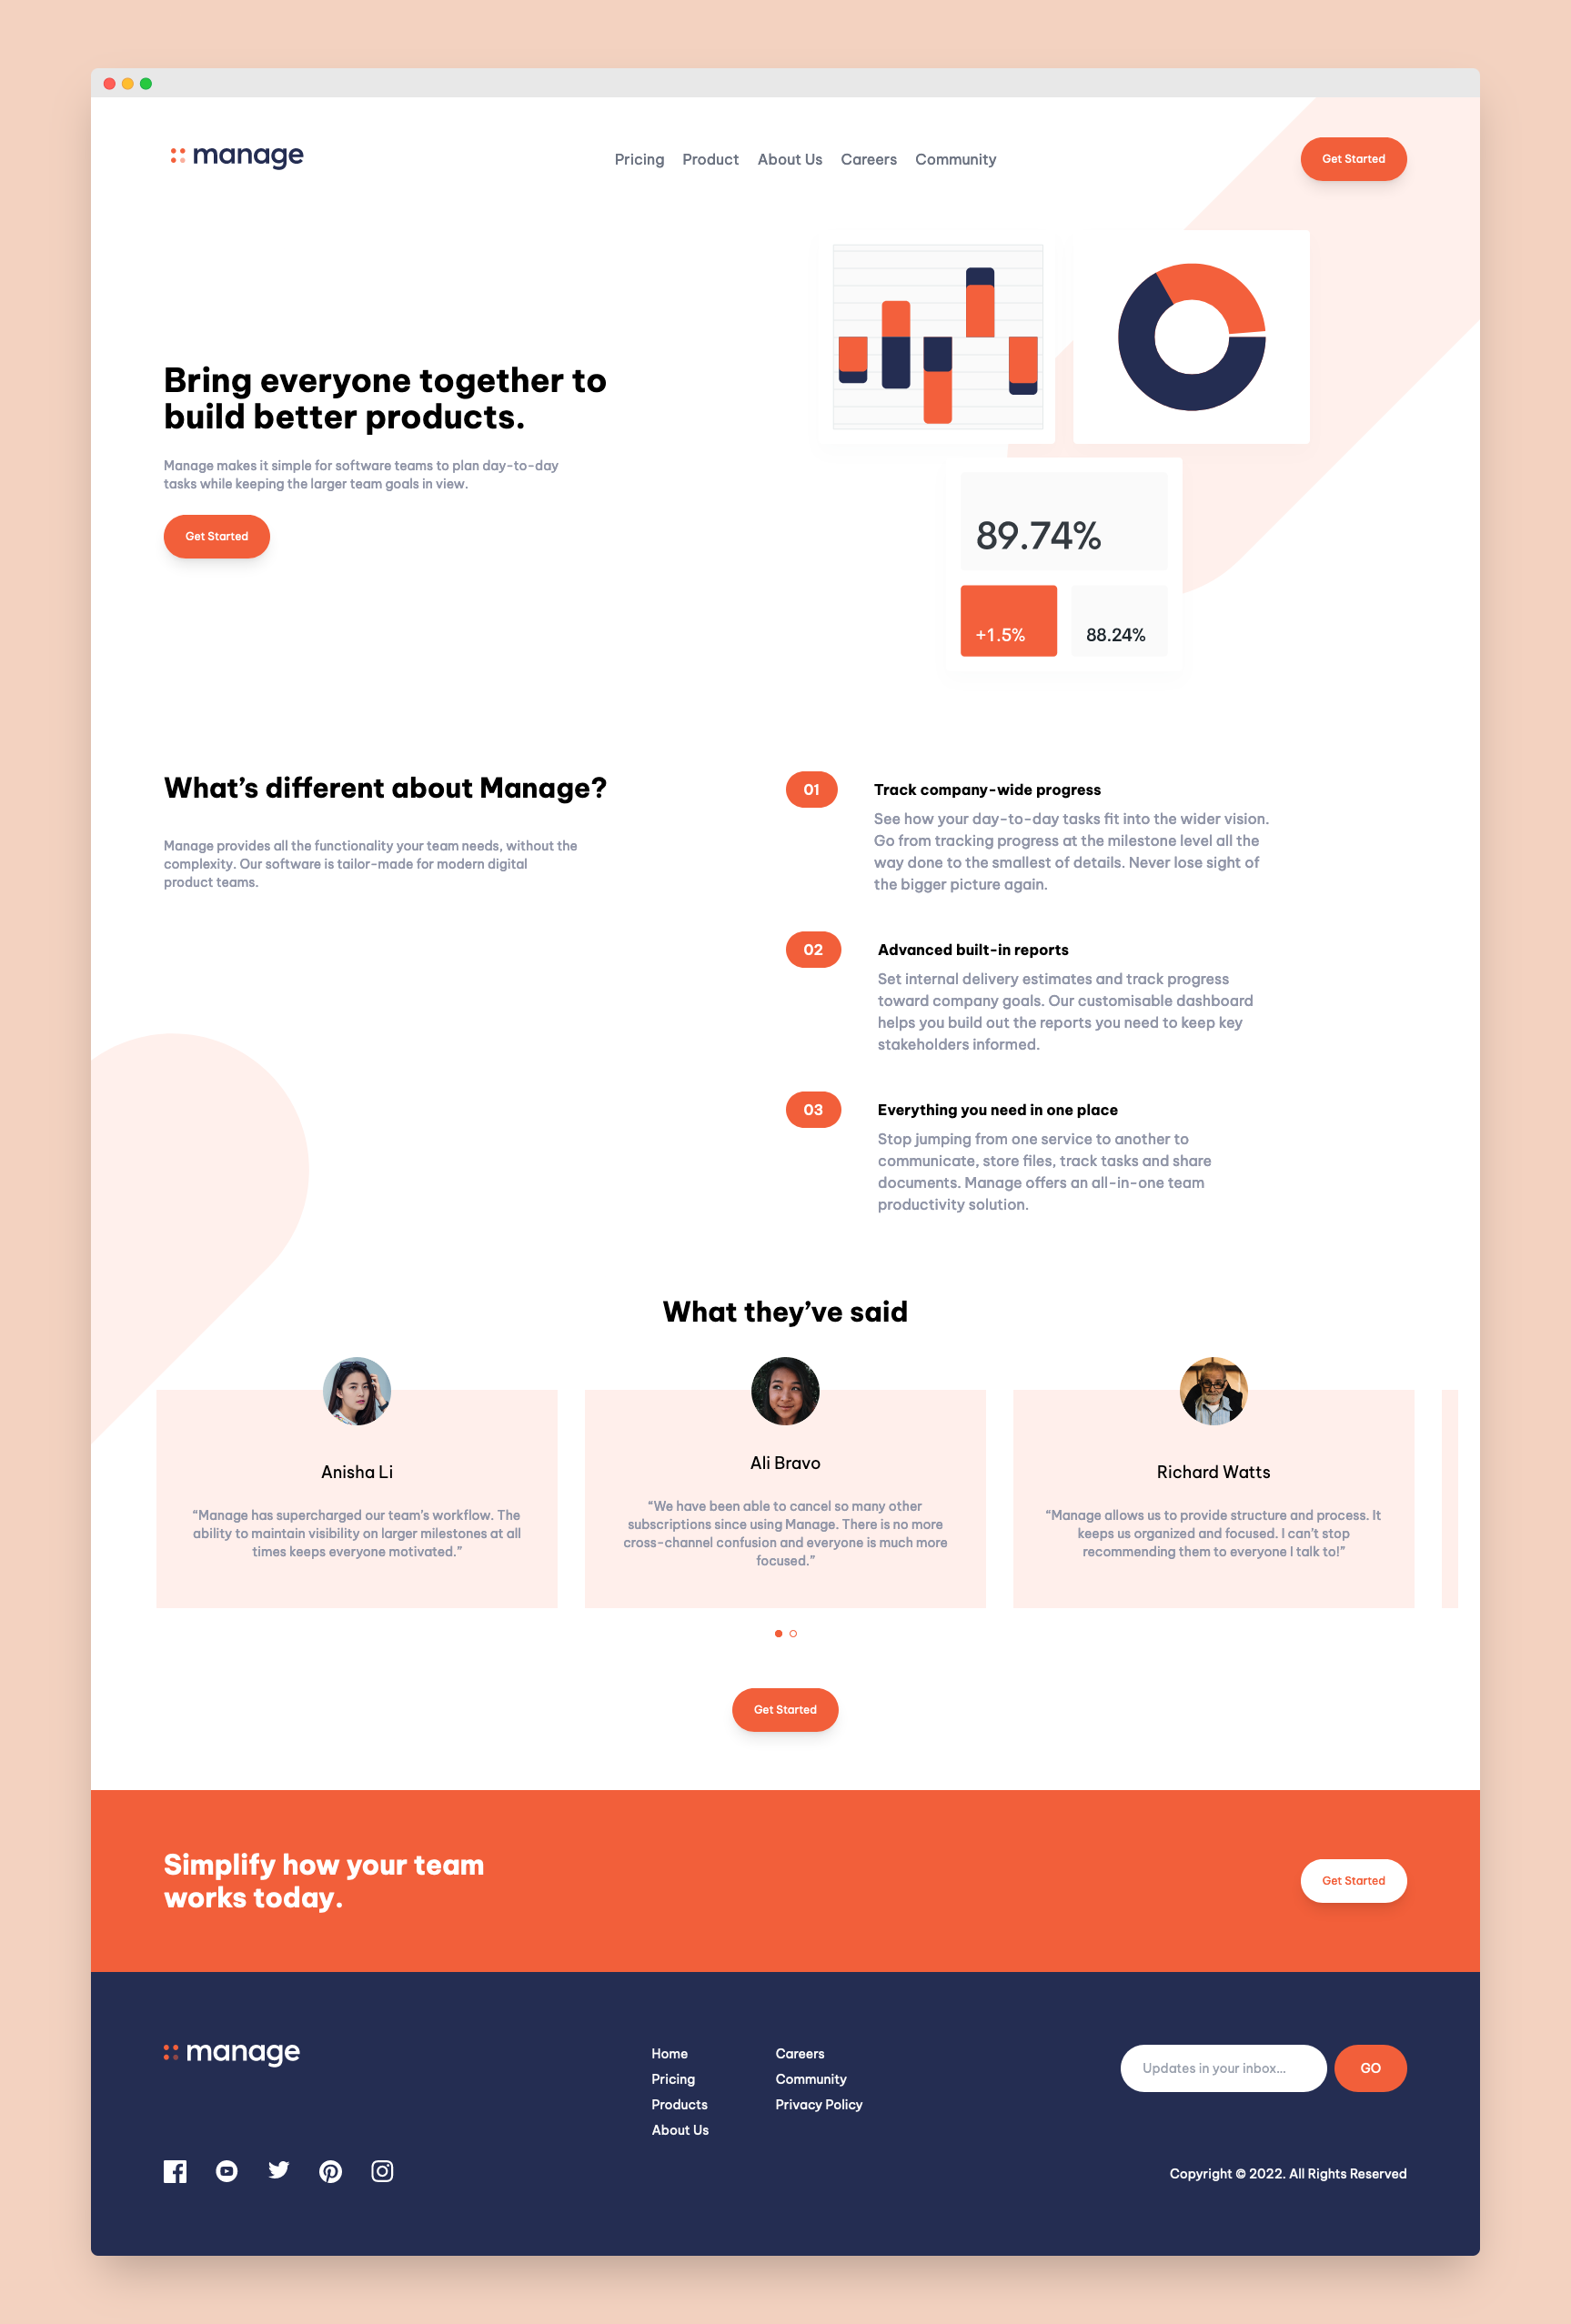 manage
Pricing Product About Us Careers Community
Get Started
Bring everyone together to
build better products.
Manage makes it simple for software teams to plan day-to-day
tasks while keeping the larger team goals in view.
Get Started
89.74%
+1.5%
88.24%
What’s different about Manage?
Manage provides all the functionality your team needs, without the
complexity. Our software is tailor-made for modern digital
product teams.
01
Track company-wide progress
See how your day-to-day tasks fit into the wider vision.
Go from tracking progress at the milestone level all the
way done to the smallest of details. Never lose sight of
the bigger picture again.
02
Advanced built-in reports
Set internal delivery estimates and track progress
toward company goals. Our customisable dashboard
helps you build out the reports you need to keep key
stakeholders informed.
03
Everything you need in one place
Stop jumping from one service to another to
communicate, store files, track tasks and share
documents. Manage offers an all-in-one team
productivity solution.
What they’ve said
Anisha Li
“Manage has supercharged our team’s workflow. The
ability to maintain visibility on larger milestones at all
times keeps everyone motivated.”
Ali Bravo
“We have been able to cancel so many other
subscriptions since using Manage. There is no more
cross-channel confusion and everyone is much more
focused.”
Richard Watts
“Manage allows us to provide structure and process. It
keeps us organized and focused. I can’t stop
recommending them to everyone I talk to!”
Get Started
Simplify how your team
works today.
Get Started
manage
Home
Pricing
Products
About Us
Careers
Community
Privacy Policy
Updates in your inbox...
GO
Copyright © 2022. All Rights Reserved